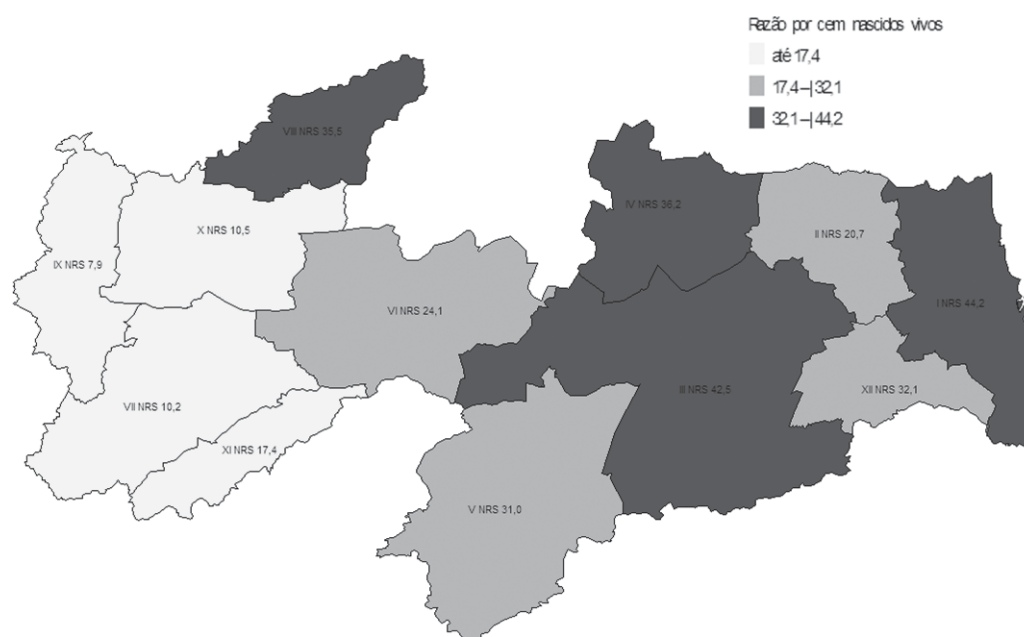 Razão por cem nascidos vivos
até 17,4
17,4--|32,1
32,1--|44,2
VIII NRS 35,5
IV NRS 36,2
X NRS 10,5
II NRS 20,7
IX NRS 7,9
I NRS 44,2
VI NRS 24,1
III NRS 42,5
XII NRS 32,1
VII NRS 10,2
XI NRS 17,4
V NRS 31,0